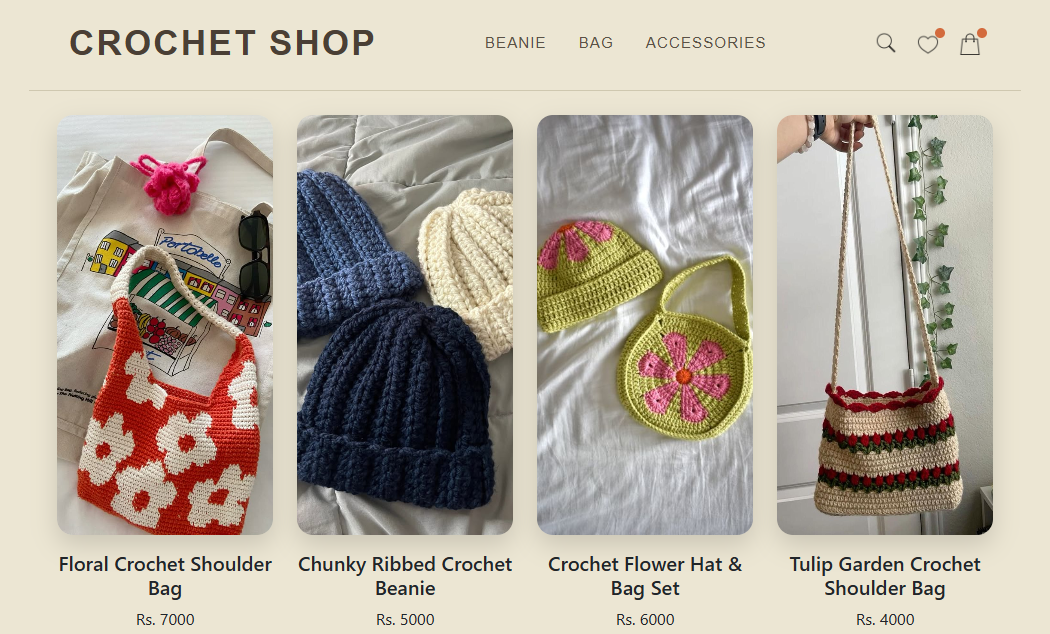 CROCHET SHOP
BEANIE BAG ACCESSORIES
Portobello
Floral Crochet Shoulder
Bag
Rs. 7000
Chunky Ribbed Crochet
Beanie
Rs. 5000
Crochet Flower Hat &
Bag Set
Rs. 6000
Tulip Garden Crochet
Shoulder Bag
Rs. 4000